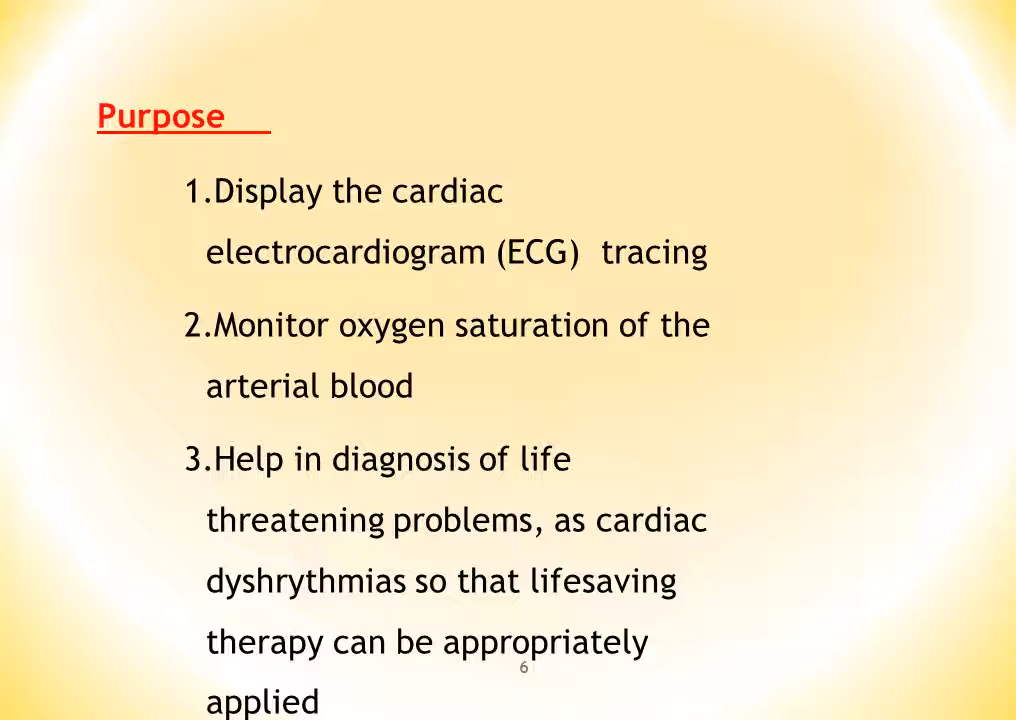 Purpose
1.Display the cardiac
electrocardiogram (ECG) tracing
2.Monitor oxygen saturation of the
arterial blood
3.Help in diagnosis of life
threatening problems, as cardiac
dyshrythmias so that lifesaving
therapy can be appropriately
6
applied